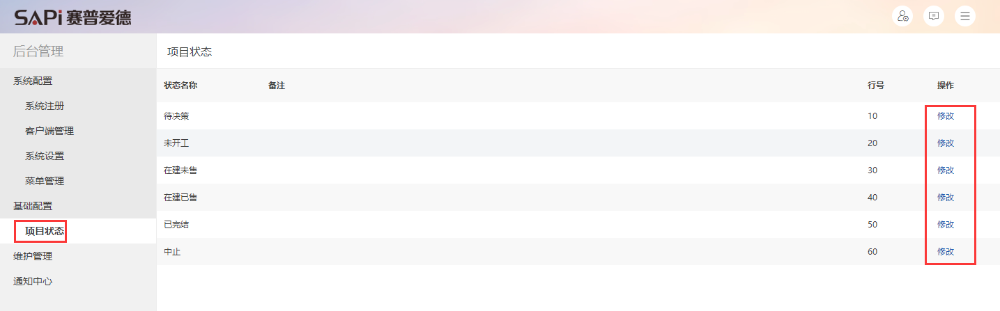 SAPi 赛普爱德
后台管理
系统配置
系统注册
客户端管理
系统设置
菜单管理
基础配置
项目状态
维护管理
通知中心
项目状态
状态名称 备注 行号 操作
待决策 10 修改
未开工 20 修改
在建未售 30 修改
在建已售 40 修改
已完结 50 修改
中止 60 修改